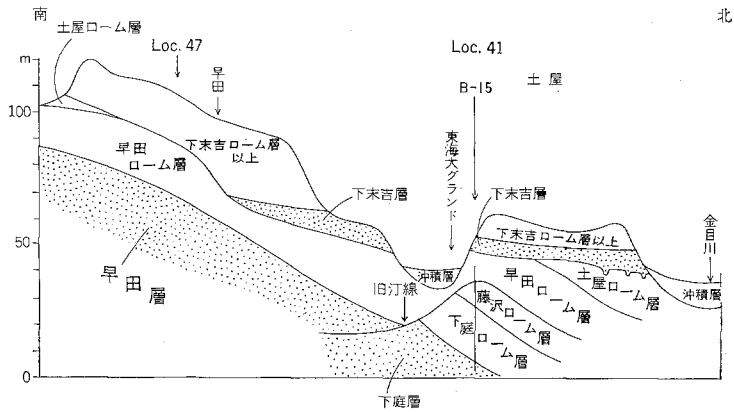 南
北
土屋ローム層
Loc. 47
Loc. 41
m
早田
B-15
土屋
100
早田
ローム層
下末吉ローム層
以上
東海大グランド
下末吉層
下末吉層
金目川
下末吉ローム層以上
50
沖積層
早田ローム層
土屋ローム層
沖積層
早田層
旧汀線
藤沢ローム層
下庭ローム層
0
下庭層